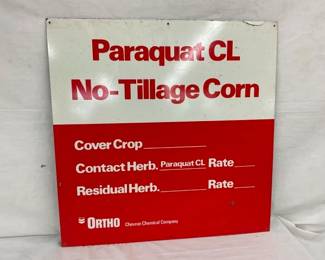 Paraquat CL
No-Tillage Corn
Cover Crop
Contact Herb. Paraquat CL Rate
Residual Herb. Rate
ORTHO Chevron Chemical Company